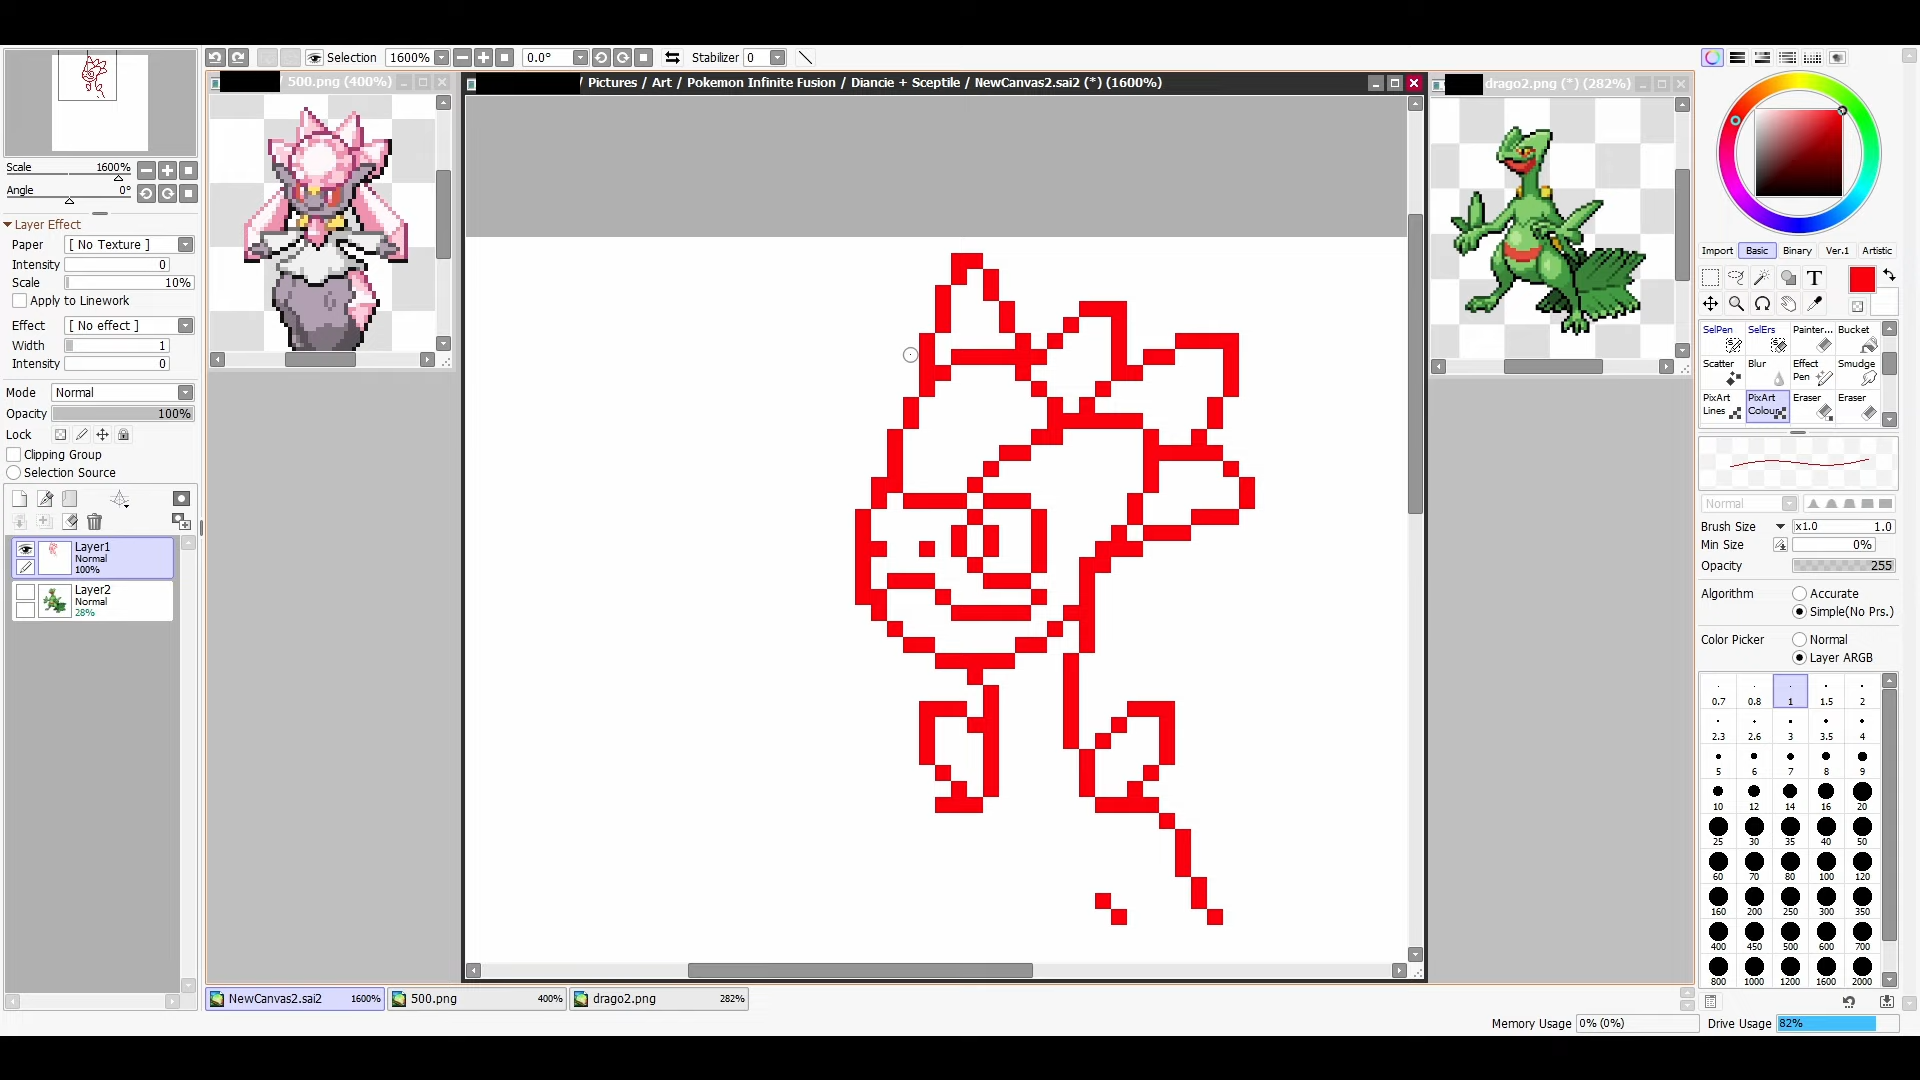 Selection 1600% 0.0° Stabilizer 0
500.png (400%)
/ Pictures / Art / Pokemon Infinite Fusion / Diancie + Sceptile / NewCanvas2.sai2 (*) (1600%)
drago2.png (*) (282%)
Scale 1600%
Angle 0°
Layer Effect
Paper [ No Texture ]
Intensity 0
Scale 10%
Apply to Linework
Effect [ No effect ]
Width 1
Intensity 0
Mode Normal
Opacity 100%
Lock
Clipping Group
Selection Source
Layer1
Normal
100%
Layer2
Normal
28%
NewCanvas2.sai2 1600% 500.png 400% drago2.png 282%
Import Basic Binary Ver.1 Artistic
T
SelPen SelErs Painter... Bucket
Scatter Blur Effect Pen Smudge
PixArt Lines PixArt Colour Eraser Eraser
Normal
Brush Size x1.0 1.0
Min Size 0%
Opacity 255
Algorithm Accurate
Simple(No Prs.)
Color Picker Normal
Layer ARGB
0.7 0.8 1 1.5 2
2.3 2.6 3 3.5 4
5 6 7 8 9
10 12 14 16 20
25 30 35 40 50
60 70 80 100 120
160 200 250 300 350
400 450 500 600 700
800 1000 1200 1600 2000
Memory Usage 0% (0%) Drive Usage 82%